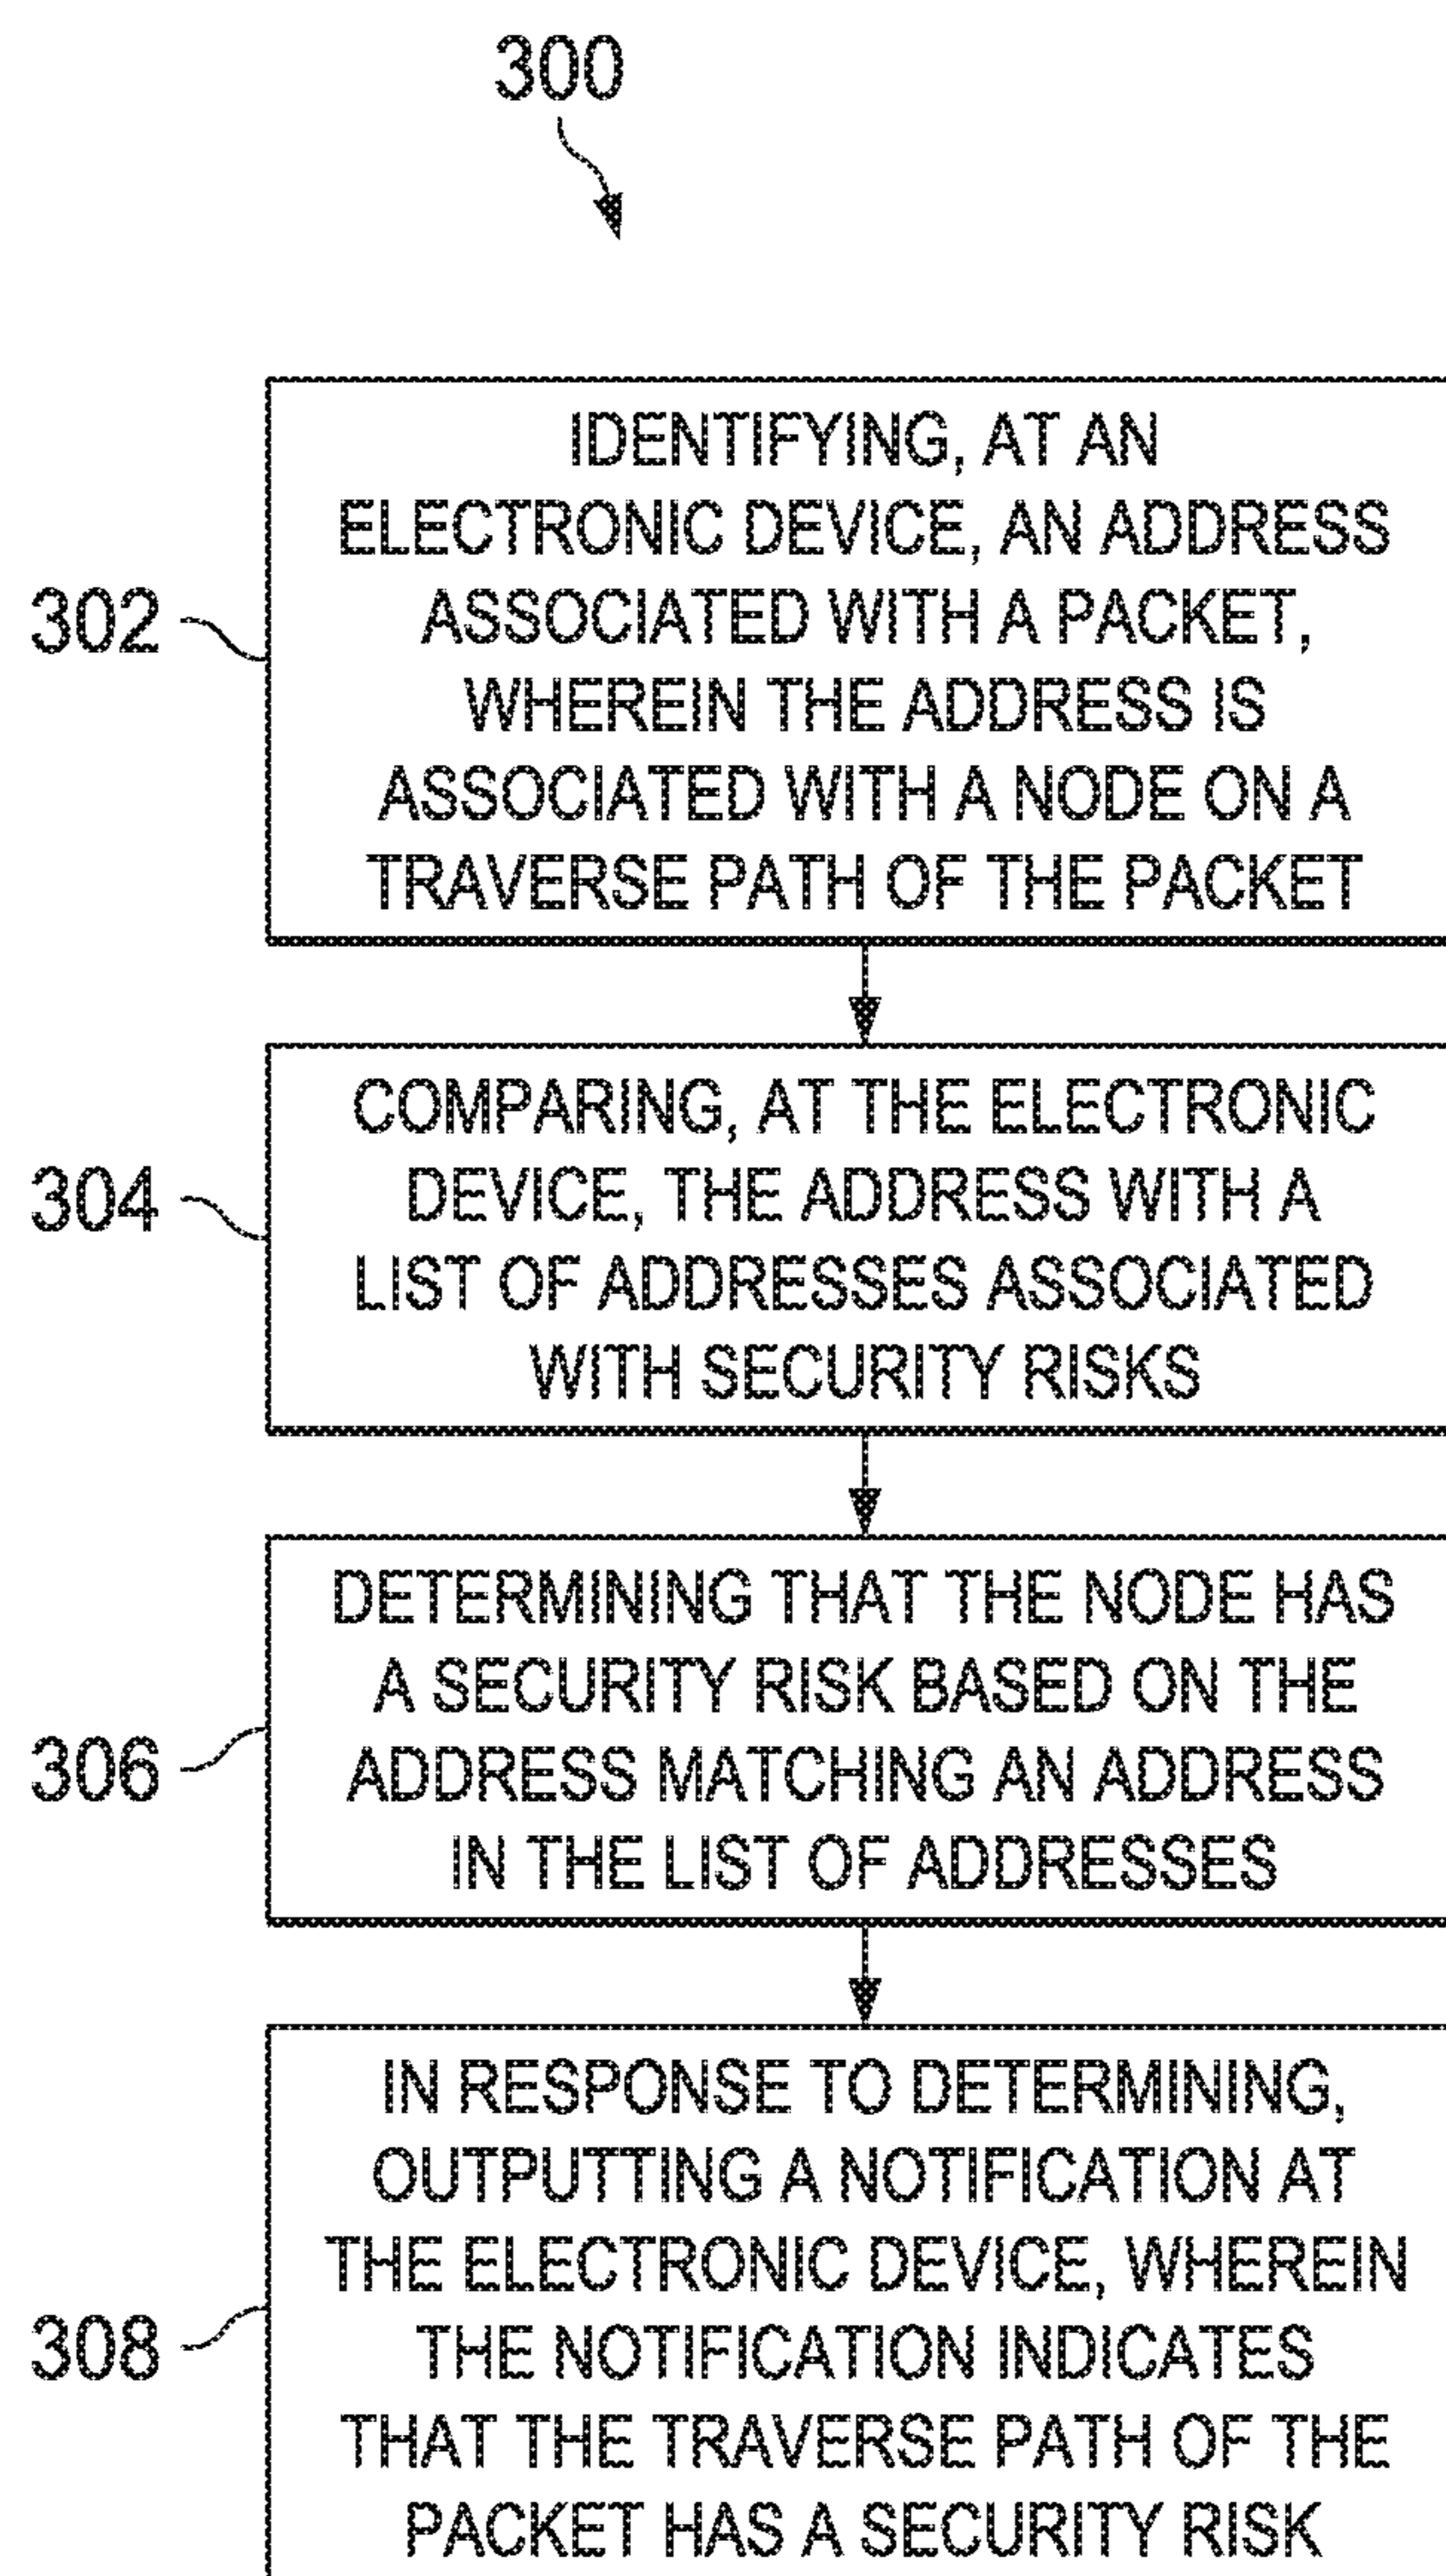 300
302
IDENTIFYING, AT AN
ELECTRONIC DEVICE, AN ADDRESS
ASSOCIATED WITH A PACKET,
WHEREIN THE ADDRESS IS
ASSOCIATED WITH A NODE ON A
TRAVERSE PATH OF THE PACKET
304
COMPARING, AT THE ELECTRONIC
DEVICE, THE ADDRESS WITH A
LIST OF ADDRESSES ASSOCIATED
WITH SECURITY RISKS
306
DETERMINING THAT THE NODE HAS
A SECURITY RISK BASED ON THE
ADDRESS MATCHING AN ADDRESS
IN THE LIST OF ADDRESSES
308
IN RESPONSE TO DETERMINING,
OUTPUTTING A NOTIFICATION AT
THE ELECTRONIC DEVICE, WHEREIN
THE NOTIFICATION INDICATES
THAT THE TRAVERSE PATH OF THE
PACKET HAS A SECURITY RISK